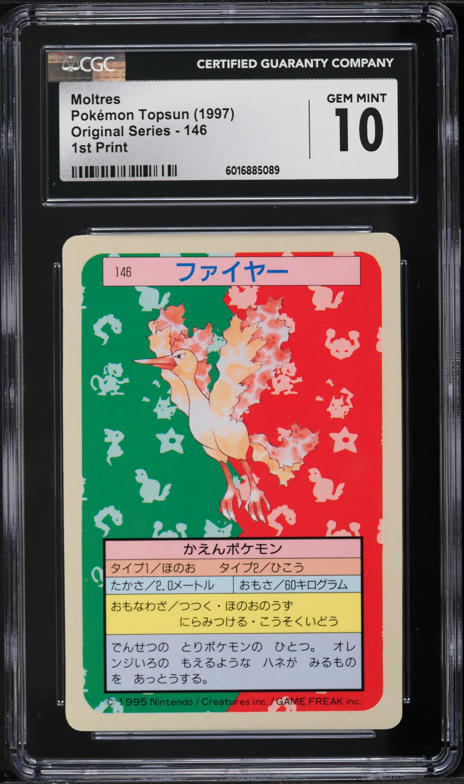 CGC
CERTIFIED GUARANTY COMPANY
Moltres
Pokémon Topsun (1997)
Original Series - 146
1st Print
GEM MINT
10
6016885089
146 ファイヤー
かえんポケモン
タイプ1/ほのお タイプ2/ひこう
たかさ/2.0メートル おもさ/60キログラム
おもなわざ/つつく・ほのおのうず
にらみつける・こうそくいどう
でんせつの とりポケモンの ひとつ。 オレ
ンジいろの もえるような ハネが みるもの
を あっとうする。
© 1995 Nintendo/Creatures inc./GAME FREAK inc.